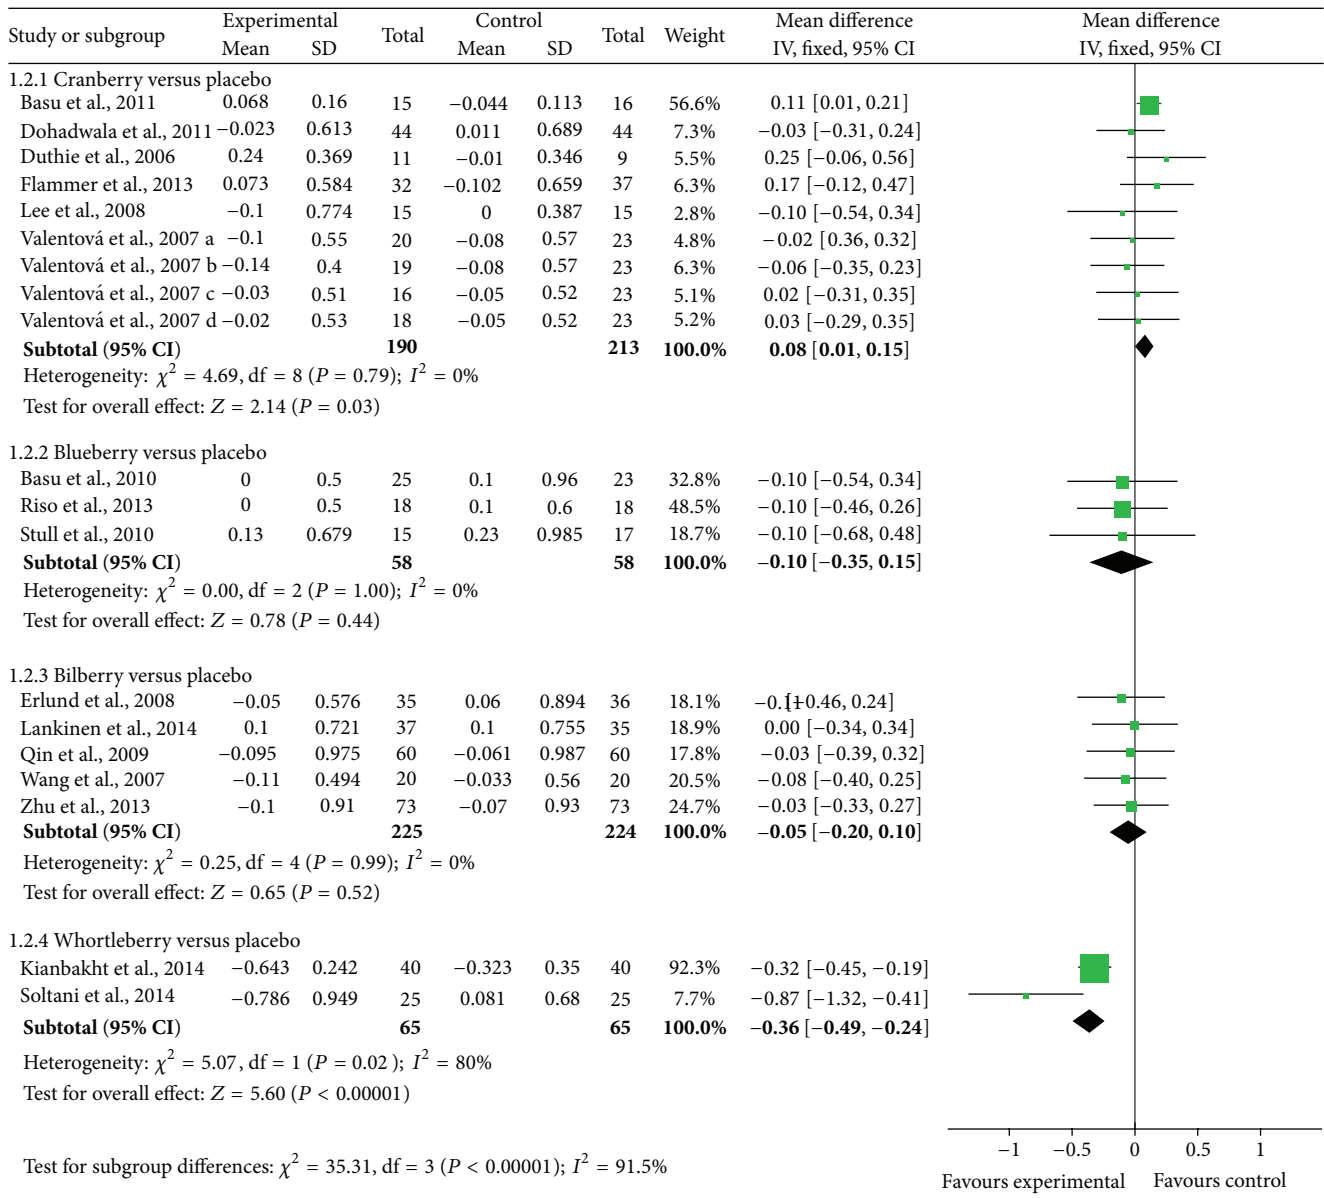 Study or subgroup Experimental Total Control Total Weight Mean difference Mean difference
Mean SD Mean SD IV, fixed, 95% CI IV, fixed, 95% CI
1.2.1 Cranberry versus placebo
Basu et al., 2011 0.068 0.16 15 −0.044 0.113 16 56.6% 0.11 [0.01, 0.21]
Dohadwala et al., 2011 −0.023 0.613 44 0.011 0.689 44 7.3% −0.03 [−0.31, 0.24]
Duthie et al., 2006 0.24 0.369 11 −0.01 0.346 9 5.5% 0.25 [−0.06, 0.56]
Flammer et al., 2013 0.073 0.584 32 −0.102 0.659 37 6.3% 0.17 [−0.12, 0.47]
Lee et al., 2008 −0.1 0.774 15 0 0.387 15 2.8% −0.10 [−0.54, 0.34]
Valentová et al., 2007 a −0.1 0.55 20 −0.08 0.57 23 4.8% −0.02 [0.36, 0.32]
Valentová et al., 2007 b −0.14 0.4 19 −0.08 0.57 23 6.3% −0.06 [−0.35, 0.23]
Valentová et al., 2007 c −0.03 0.51 16 −0.05 0.52 23 5.1% 0.02 [−0.31, 0.35]
Valentová et al., 2007 d −0.02 0.53 18 −0.05 0.52 23 5.2% 0.03 [−0.29, 0.35]
Subtotal (95% CI) 190 213 100.0% 0.08 [0.01, 0.15]
Heterogeneity: χ² = 4.69, df = 8 (P = 0.79); I² = 0%
Test for overall effect: Z = 2.14 (P = 0.03)
1.2.2 Blueberry versus placebo
Basu et al., 2010 0 0.5 25 0.1 0.96 23 32.8% −0.10 [−0.54, 0.34]
Riso et al., 2013 0 0.5 18 0.1 0.6 18 48.5% −0.10 [−0.46, 0.26]
Stull et al., 2010 0.13 0.679 15 0.23 0.985 17 18.7% −0.10 [−0.68, 0.48]
Subtotal (95% CI) 58 58 100.0% −0.10 [−0.35, 0.15]
Heterogeneity: χ² = 0.00, df = 2 (P = 1.00); I² = 0%
Test for overall effect: Z = 0.78 (P = 0.44)
1.2.3 Bilberry versus placebo
Erlund et al., 2008 −0.05 0.576 35 0.06 0.894 36 18.1% −0.11 [−0.46, 0.24]
Lankinen et al., 2014 0.1 0.721 37 0.1 0.755 35 18.9% 0.00 [−0.34, 0.34]
Qin et al., 2009 −0.095 0.975 60 −0.061 0.987 60 17.8% −0.03 [−0.39, 0.32]
Wang et al., 2007 −0.11 0.494 20 −0.033 0.56 20 20.5% −0.08 [−0.40, 0.25]
Zhu et al., 2013 −0.1 0.91 73 −0.07 0.93 73 24.7% −0.03 [−0.33, 0.27]
Subtotal (95% CI) 225 224 100.0% −0.05 [−0.20, 0.10]
Heterogeneity: χ² = 0.25, df = 4 (P = 0.99); I² = 0%
Test for overall effect: Z = 0.65 (P = 0.52)
1.2.4 Whortleberry versus placebo
Kianbakht et al., 2014 −0.643 0.242 40 −0.323 0.35 40 92.3% −0.32 [−0.45, −0.19]
Soltani et al., 2014 −0.786 0.949 25 0.081 0.68 25 7.7% −0.87 [−1.32, −0.41]
Subtotal (95% CI) 65 65 100.0% −0.36 [−0.49, −0.24]
Heterogeneity: χ² = 5.07, df = 1 (P = 0.02 ); I² = 80%
Test for overall effect: Z = 5.60 (P < 0.00001)
−1 −0.5 0 0.5 1
Test for subgroup differences: χ² = 35.31, df = 3 (P < 0.00001); I² = 91.5%
Favours experimental Favours control